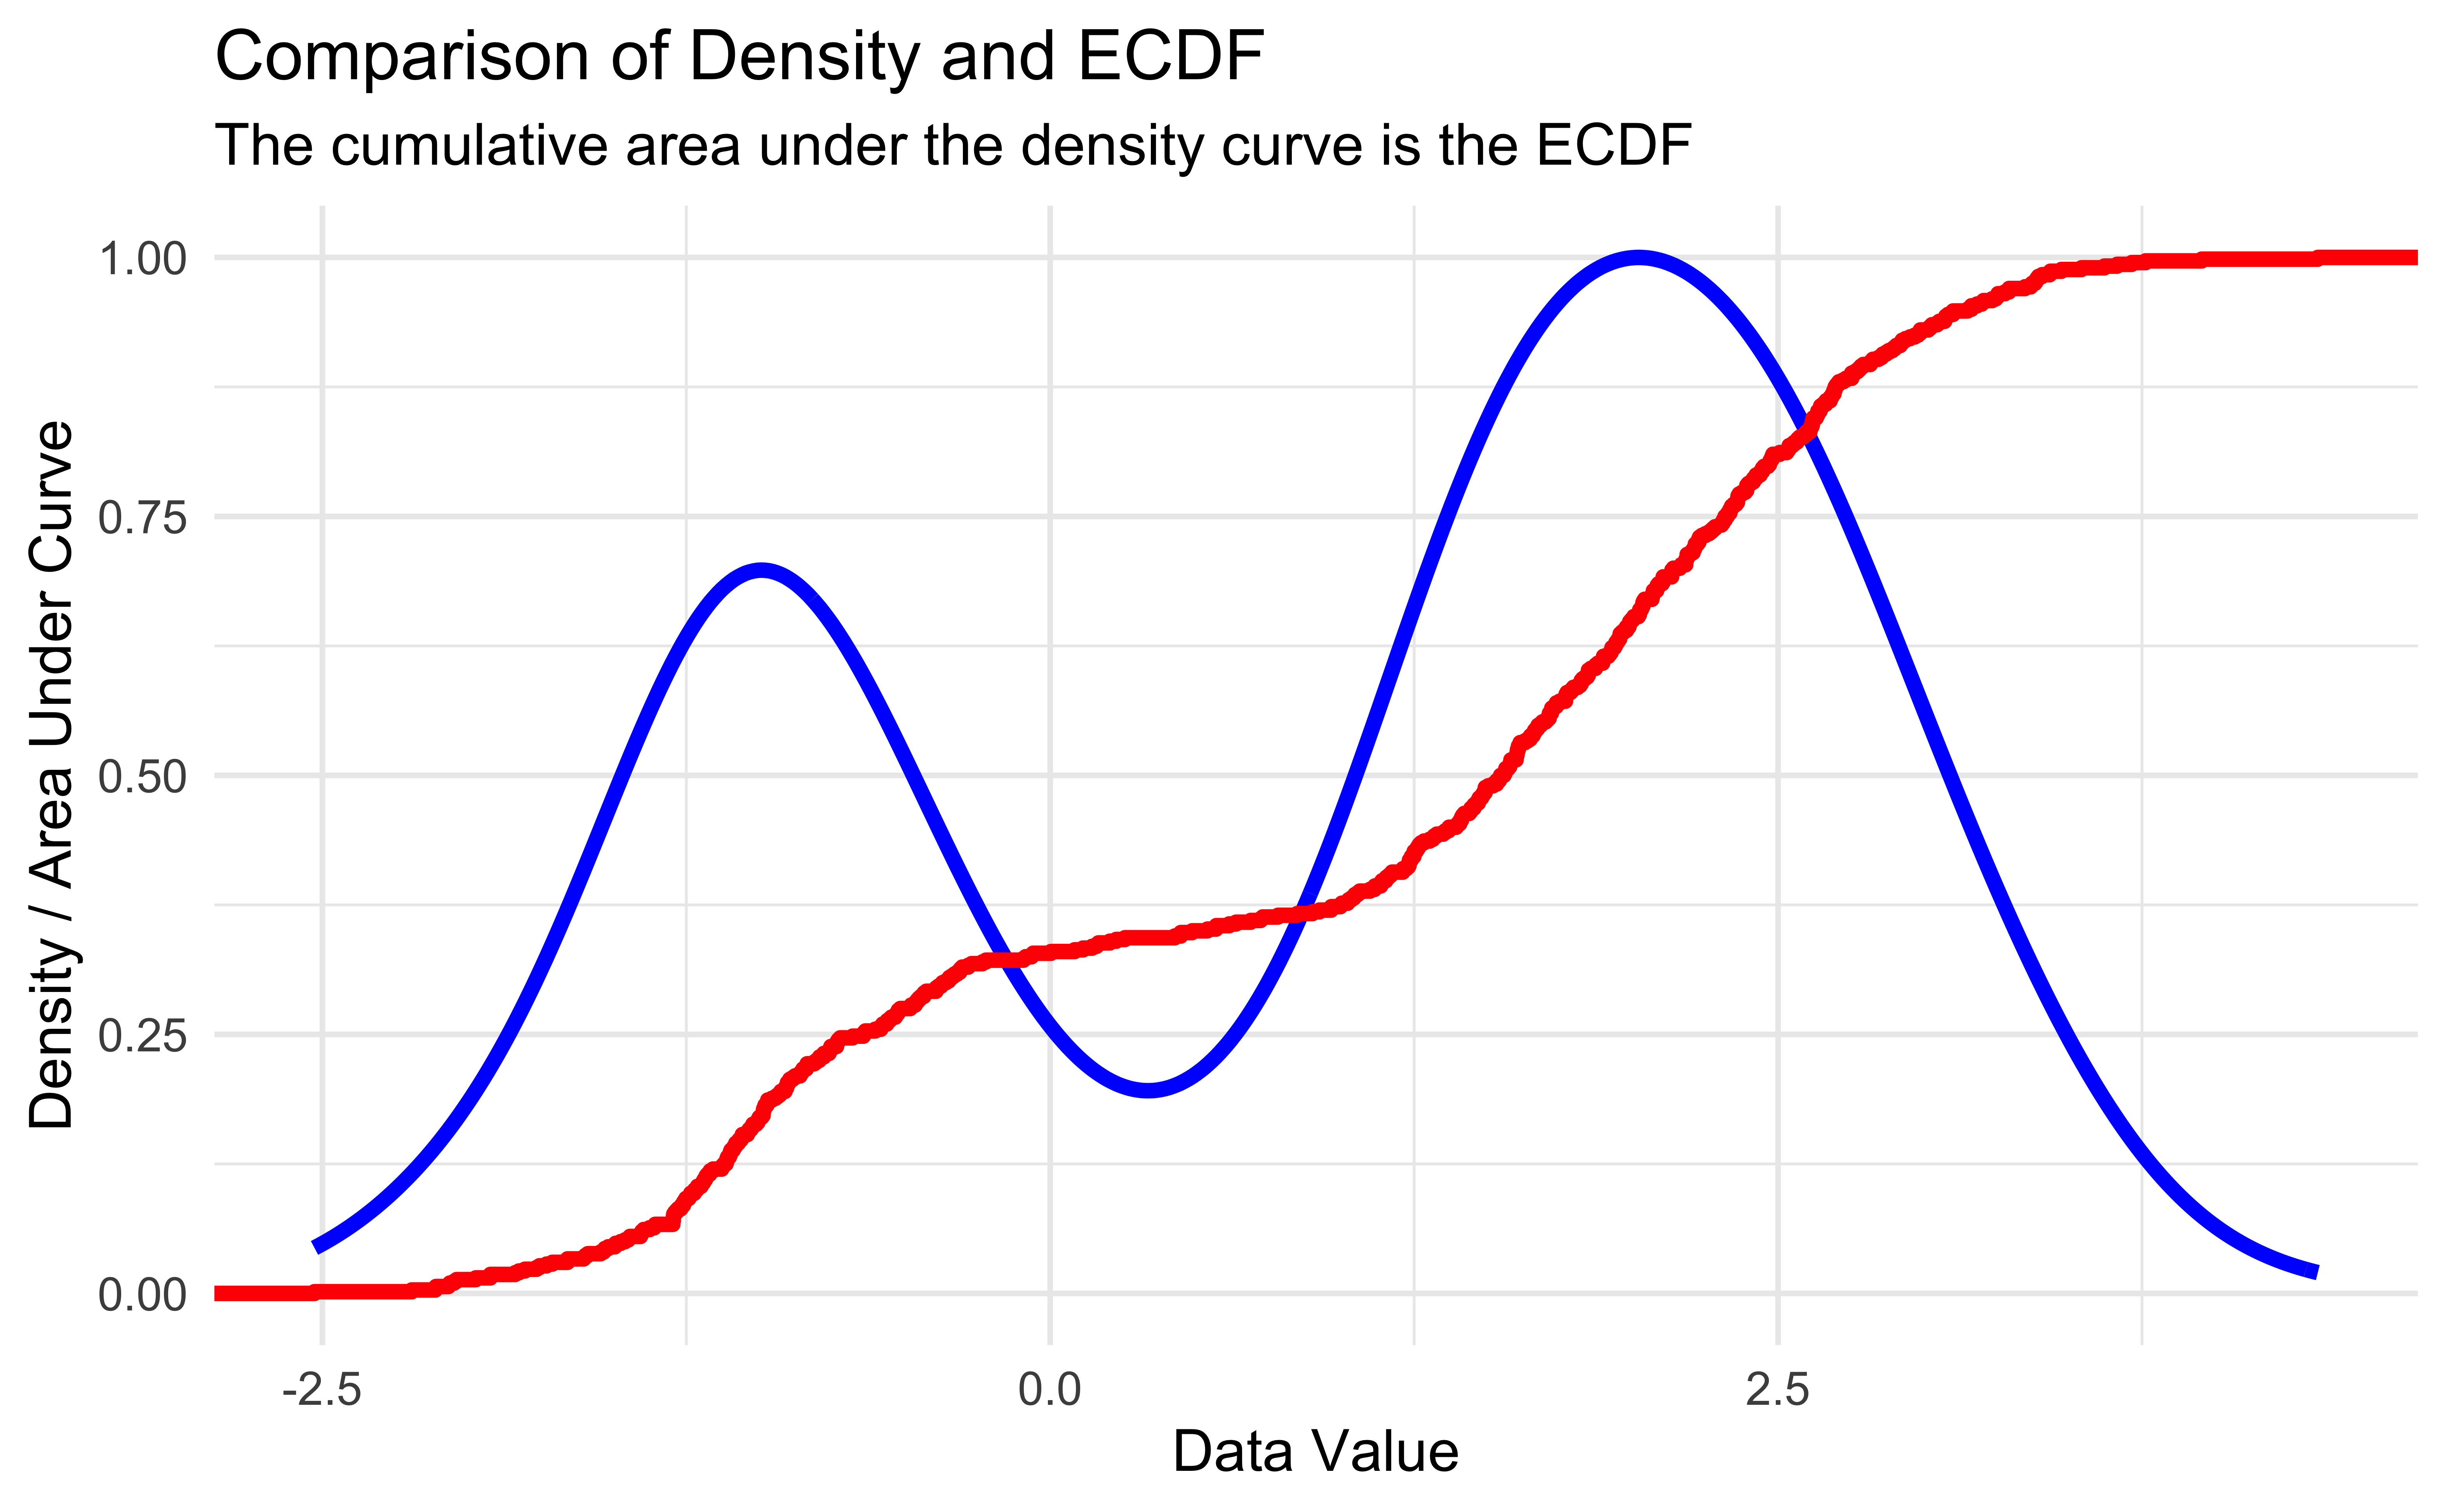 Comparison of Density and ECDF
The cumulative area under the density curve is the ECDF
Density / Area Under Curve
1.00
0.75
0.50
0.25
0.00
-2.5
0.0
2.5
Data Value